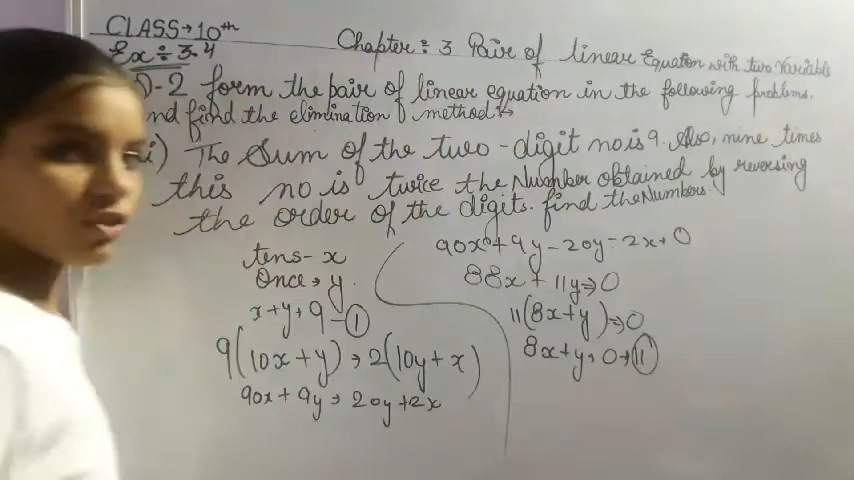 CLASS → 10th
Ex ÷ 3.4
Chapter ÷ 3 Pair of linear Equation with two Variable
)-2 form the pair of linear equation in the following problems.
nd find the elimination of method
i) The Sum of the two-digit no is 9. Also, nine times
this no is twice the Number obtained by reversing
the order of the digits. find the Numbers.
tens- x
Once → y
x+y, 9 - 1
9(10x+y) → 2(10y+x)
90x + 9y → 20y + 2x
90x + 9y - 20y - 2x → 0
88x + 11y → 0
11(8x+y) → 0
8x+y, 0 → 11